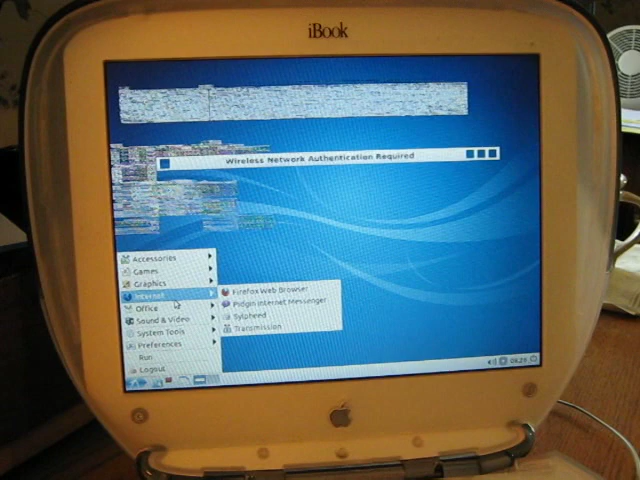 iBook
Wireless Network Authentication Required
Accessories
Games
Graphics
Internet
Office
Sound & Video
System Tools
Preferences
Run
Logout
Firefox Web Browser
Pidgin Internet Messenger
Sylpheed
Transmission